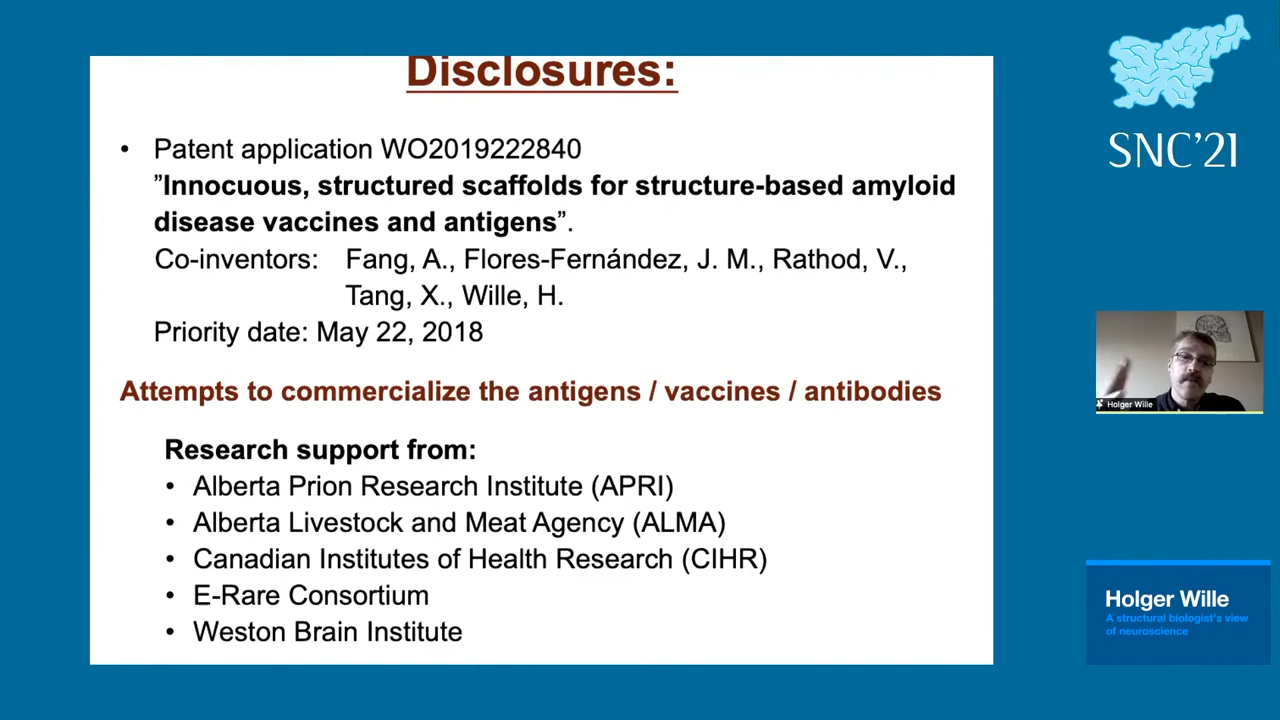 Disclosures:
• Patent application WO2019222840
”Innocuous, structured scaffolds for structure-based amyloid
disease vaccines and antigens”.
Co-inventors: Fang, A., Flores-Fernández, J. M., Rathod, V.,
Tang, X., Wille, H.
Priority date: May 22, 2018
Attempts to commercialize the antigens / vaccines / antibodies
Research support from:
• Alberta Prion Research Institute (APRI)
• Alberta Livestock and Meat Agency (ALMA)
• Canadian Institutes of Health Research (CIHR)
• E-Rare Consortium
• Weston Brain Institute
SNC’21
Holger Wille
Holger Wille
A structural biologist's view
of neuroscience